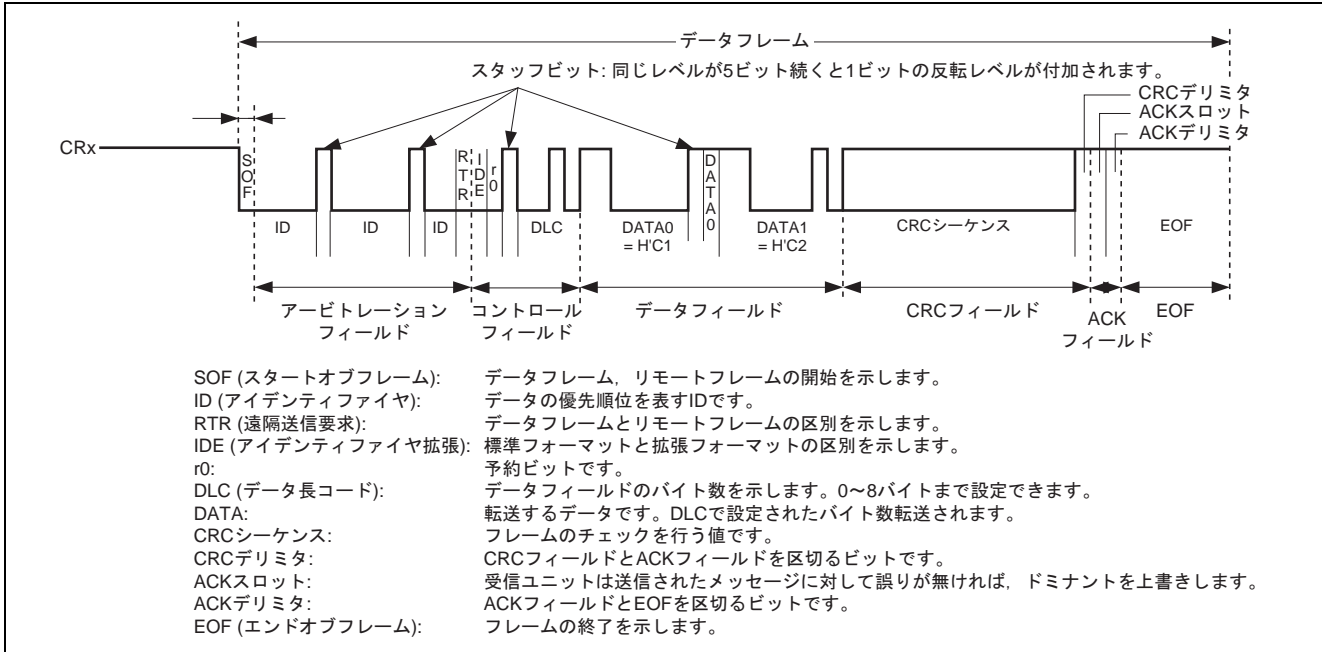 データフレーム
スタッフビット: 同じレベルが5ビット続くと1ビットの反転レベルが付加されます。
CRCデリミタ
ACKスロット
ACKデリミタ
CRx
SOF
RTR
IDE
r0
DATA0
ID
ID
ID
DLC
DATA0
= H'C1
DATA1
= H'C2
CRCシーケンス
EOF
アービトレーション
フィールド
コントロール
フィールド
データフィールド
CRCフィールド
ACK
フィールド
EOF
SOF (スタートオブフレーム): データフレーム，リモートフレームの開始を示します。
ID (アイデンティファイヤ): データの優先順位を表すIDです。
RTR (遠隔送信要求): データフレームとリモートフレームの区別を示します。
IDE (アイデンティファイヤ拡張): 標準フォーマットと拡張フォーマットの区別を示します。
r0: 予約ビットです。
DLC (データ長コード): データフィールドのバイト数を示します。0〜8バイトまで設定できます。
DATA: 転送するデータです。DLCで設定されたバイト数転送されます。
CRCシーケンス: フレームのチェックを行う値です。
CRCデリミタ: CRCフィールドとACKフィールドを区切るビットです。
ACKスロット: 受信ユニットは送信されたメッセージに対して誤りが無ければ，ドミナントを上書きします。
ACKデリミタ: ACKフィールドとEOFを区切るビットです。
EOF (エンドオブフレーム): フレームの終了を示します。